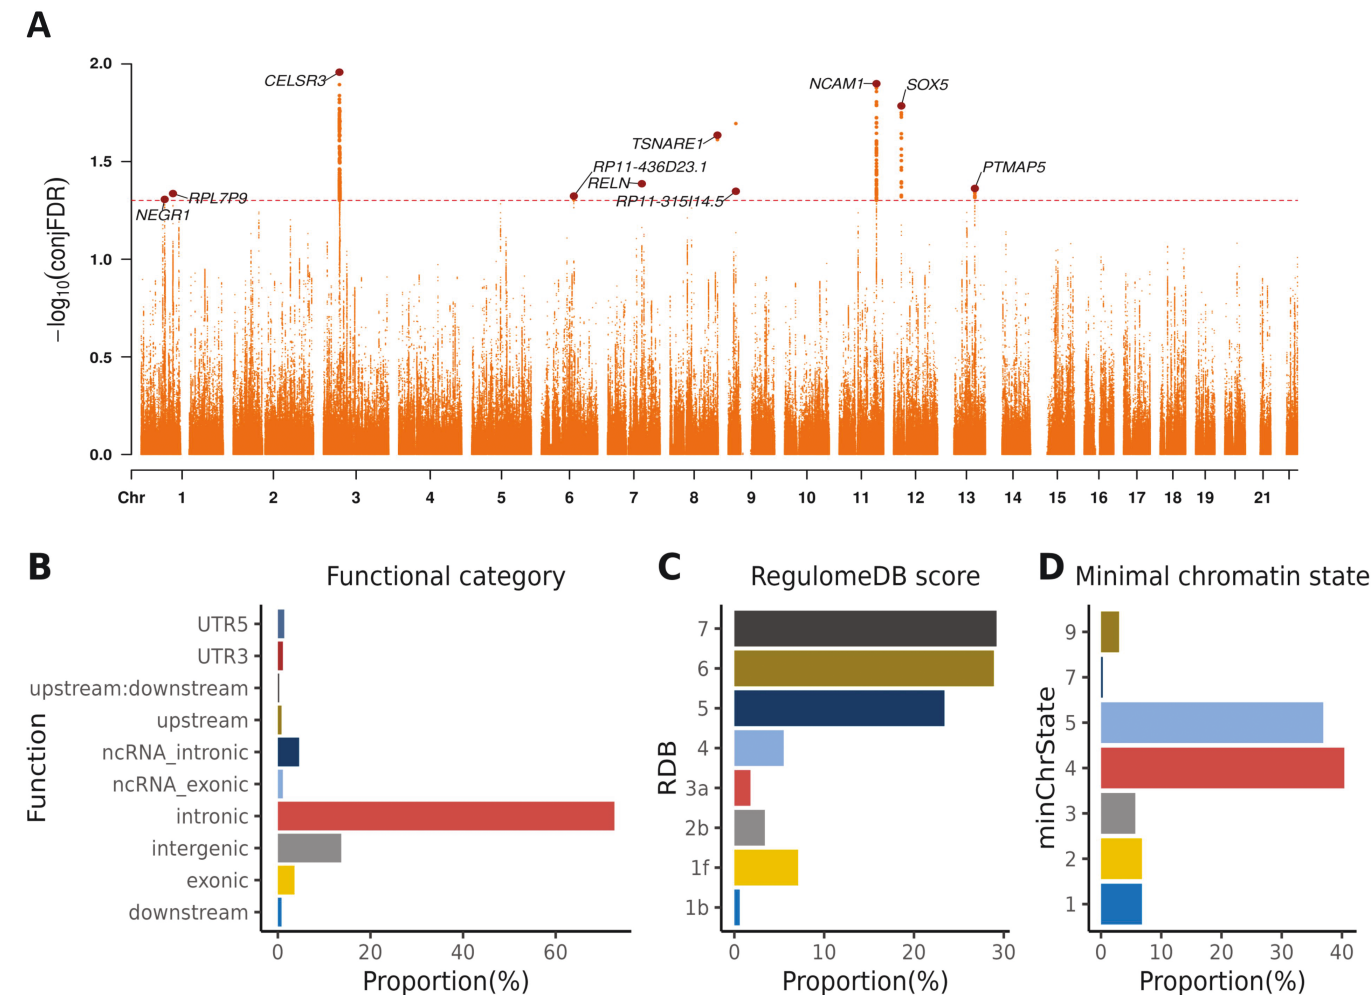 A
2.0
1.5
1.0
0.5
0.0
−log10(conjFDR)
CELSR3
NCAM1
SOX5
TSNARE1
RP11-436D23.1
PTMAP5
RELN
RPL7P9
RP11-315I14.5
NEGR1
Chr 1 2 3 4 5 6 7 8 9 10 11 12 13 14 15 16 17 18 19 21
B
Functional category
Function
UTR5
UTR3
upstream:downstream
upstream
ncRNA_intronic
ncRNA_exonic
intronic
intergenic
exonic
downstream
0 20 40 60
Proportion(%)
C
RegulomeDB score
RDB
7
6
5
4
3a
2b
1f
1b
0 10 20 30
Proportion(%)
D
Minimal chromatin state
minChrState
9
7
5
4
3
2
1
0 10 20 30 40
Proportion(%)